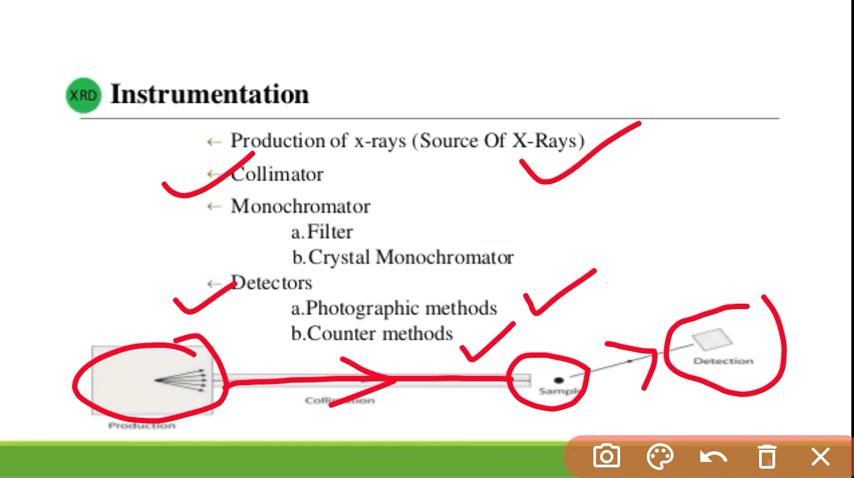 XRD Instrumentation
← Production of x-rays (Source Of X-Rays)
← Collimator
← Monochromator
a.Filter
b.Crystal Monochromator
← Detectors
a.Photographic methods
b.Counter methods
Detection
Sample
Collimation
Production